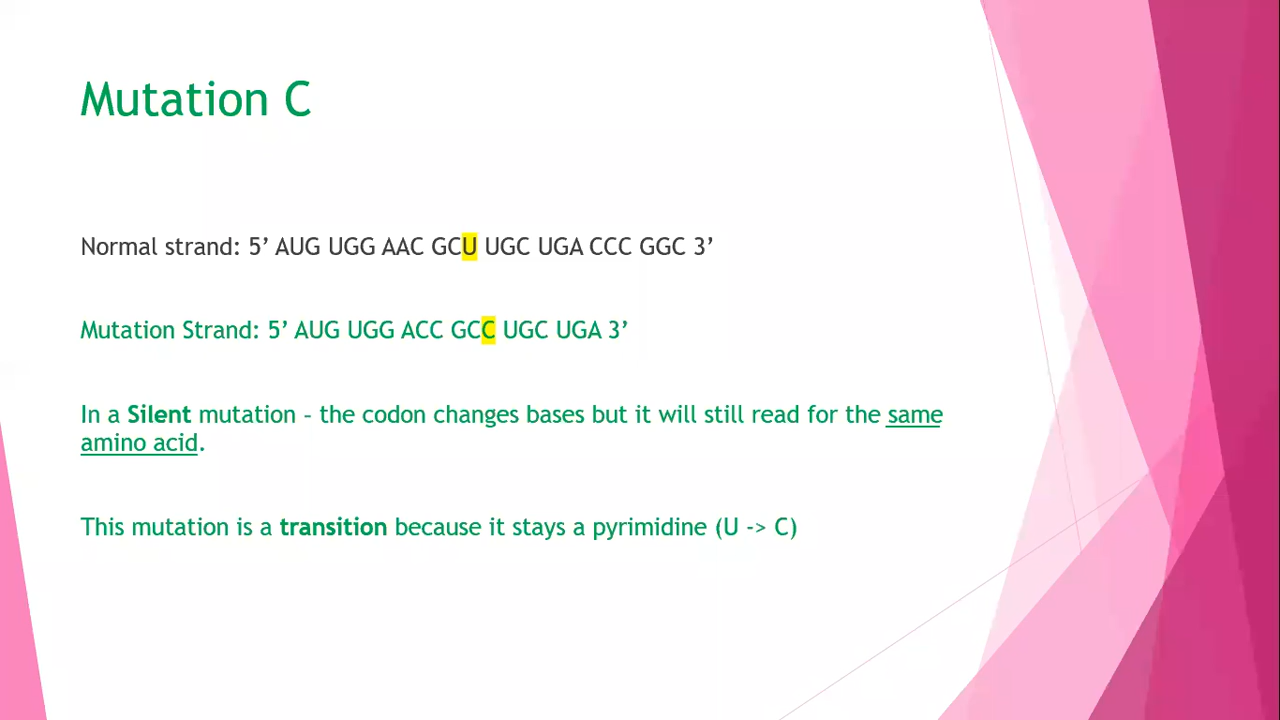 Mutation C
Normal strand: 5’ AUG UGG AAC GCU UGC UGA CCC GGC 3’
Mutation Strand: 5’ AUG UGG ACC GCC UGC UGA 3’
In a Silent mutation – the codon changes bases but it will still read for the same
amino acid.
This mutation is a transition because it stays a pyrimidine (U -> C)